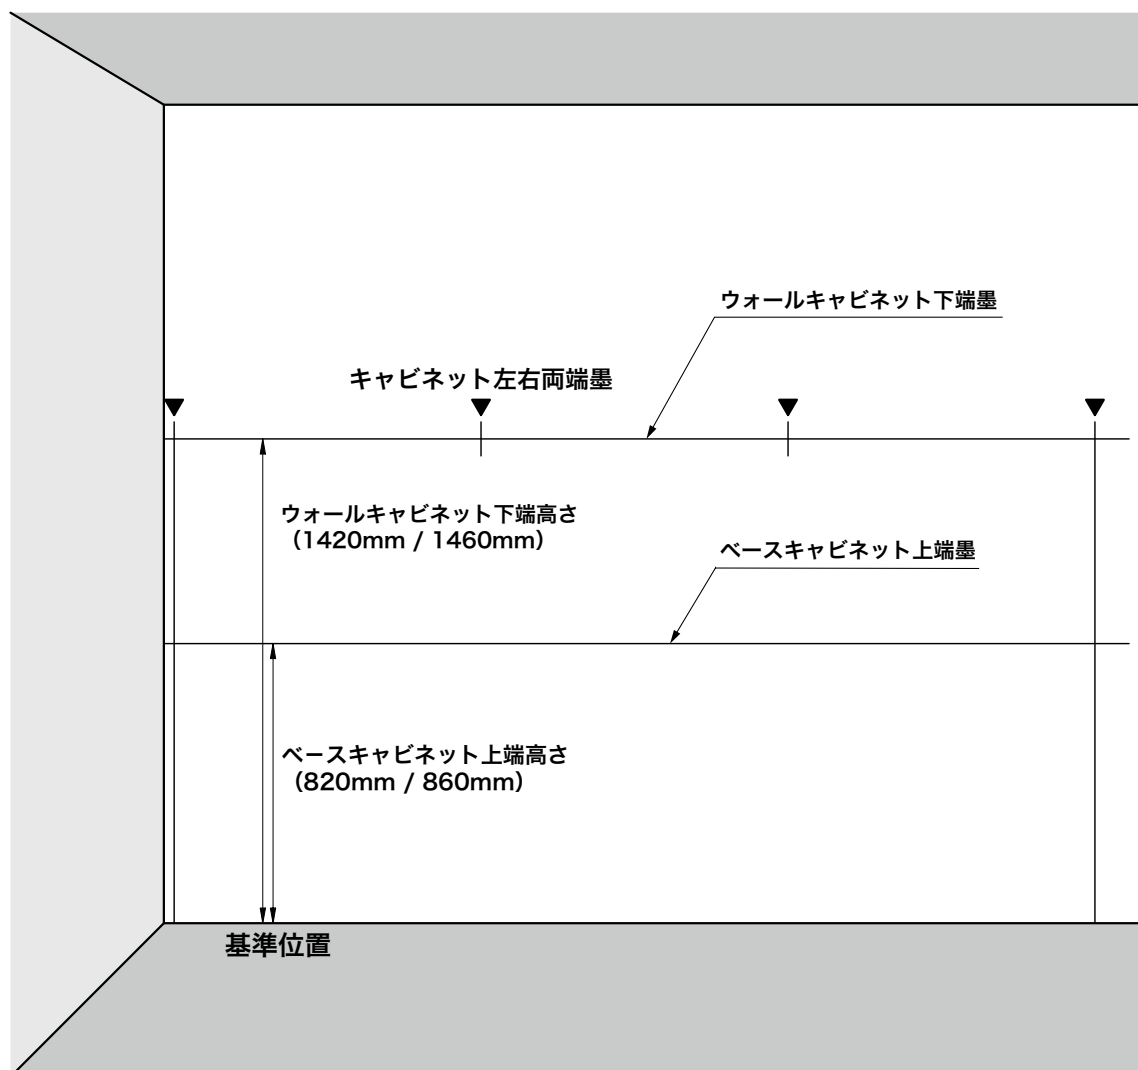 ウォールキャビネット下端墨
キャビネット左右両端墨
ウォールキャビネット下端高さ
（1420mm / 1460mm）
ベースキャビネット上端墨
ベースキャビネット上端高さ
（820mm / 860mm）
基準位置